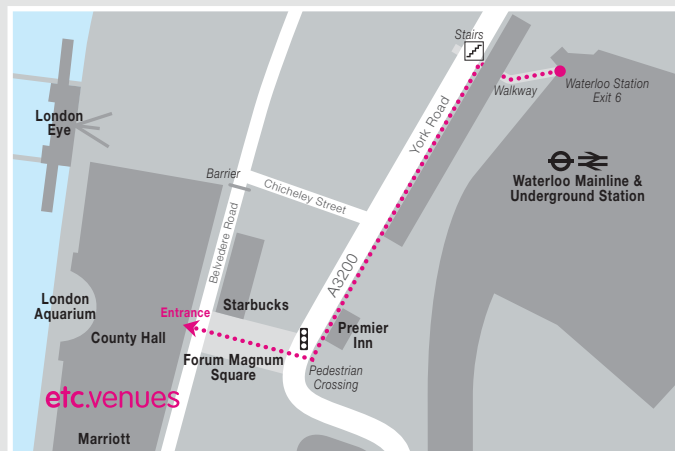 Stairs
Walkway
Waterloo Station
Exit 6
London
Eye
York Road
Waterloo Mainline &
Underground Station
Barrier
Chicheley Street
Belvedere Road
A3200
London
Aquarium
Entrance
Starbucks
County Hall
Premier
Inn
Forum Magnum
Square
Pedestrian
Crossing
etc.venues
Marriott